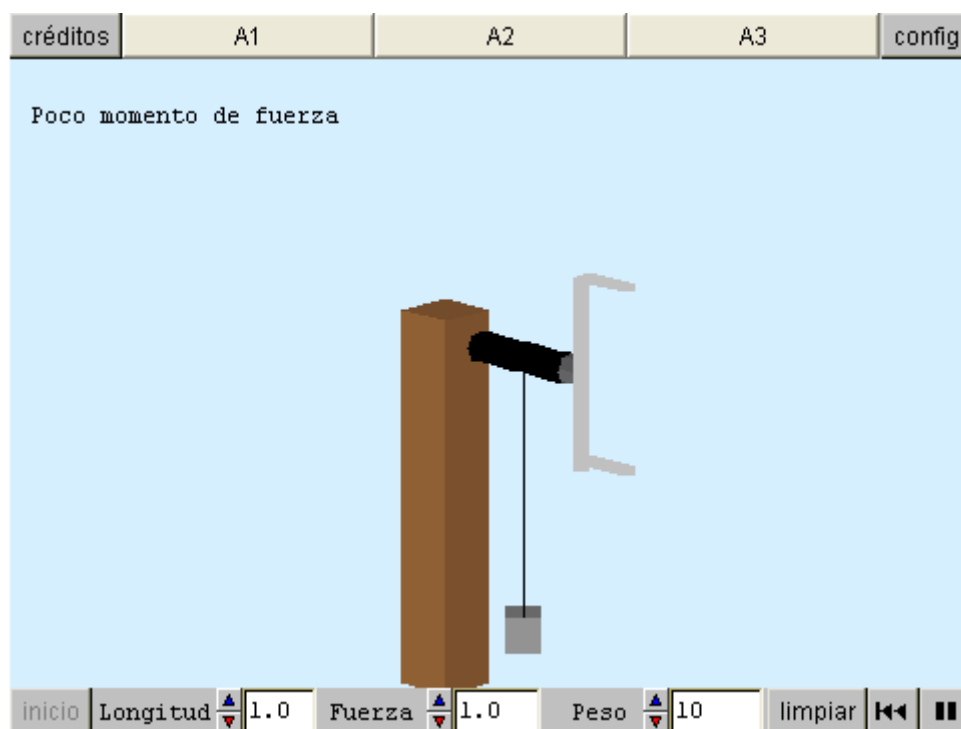 créditos A1 A2 A3 config
Poco momento de fuerza
inicio Longitud 1.0 Fuerza 1.0 Peso 10 limpiar